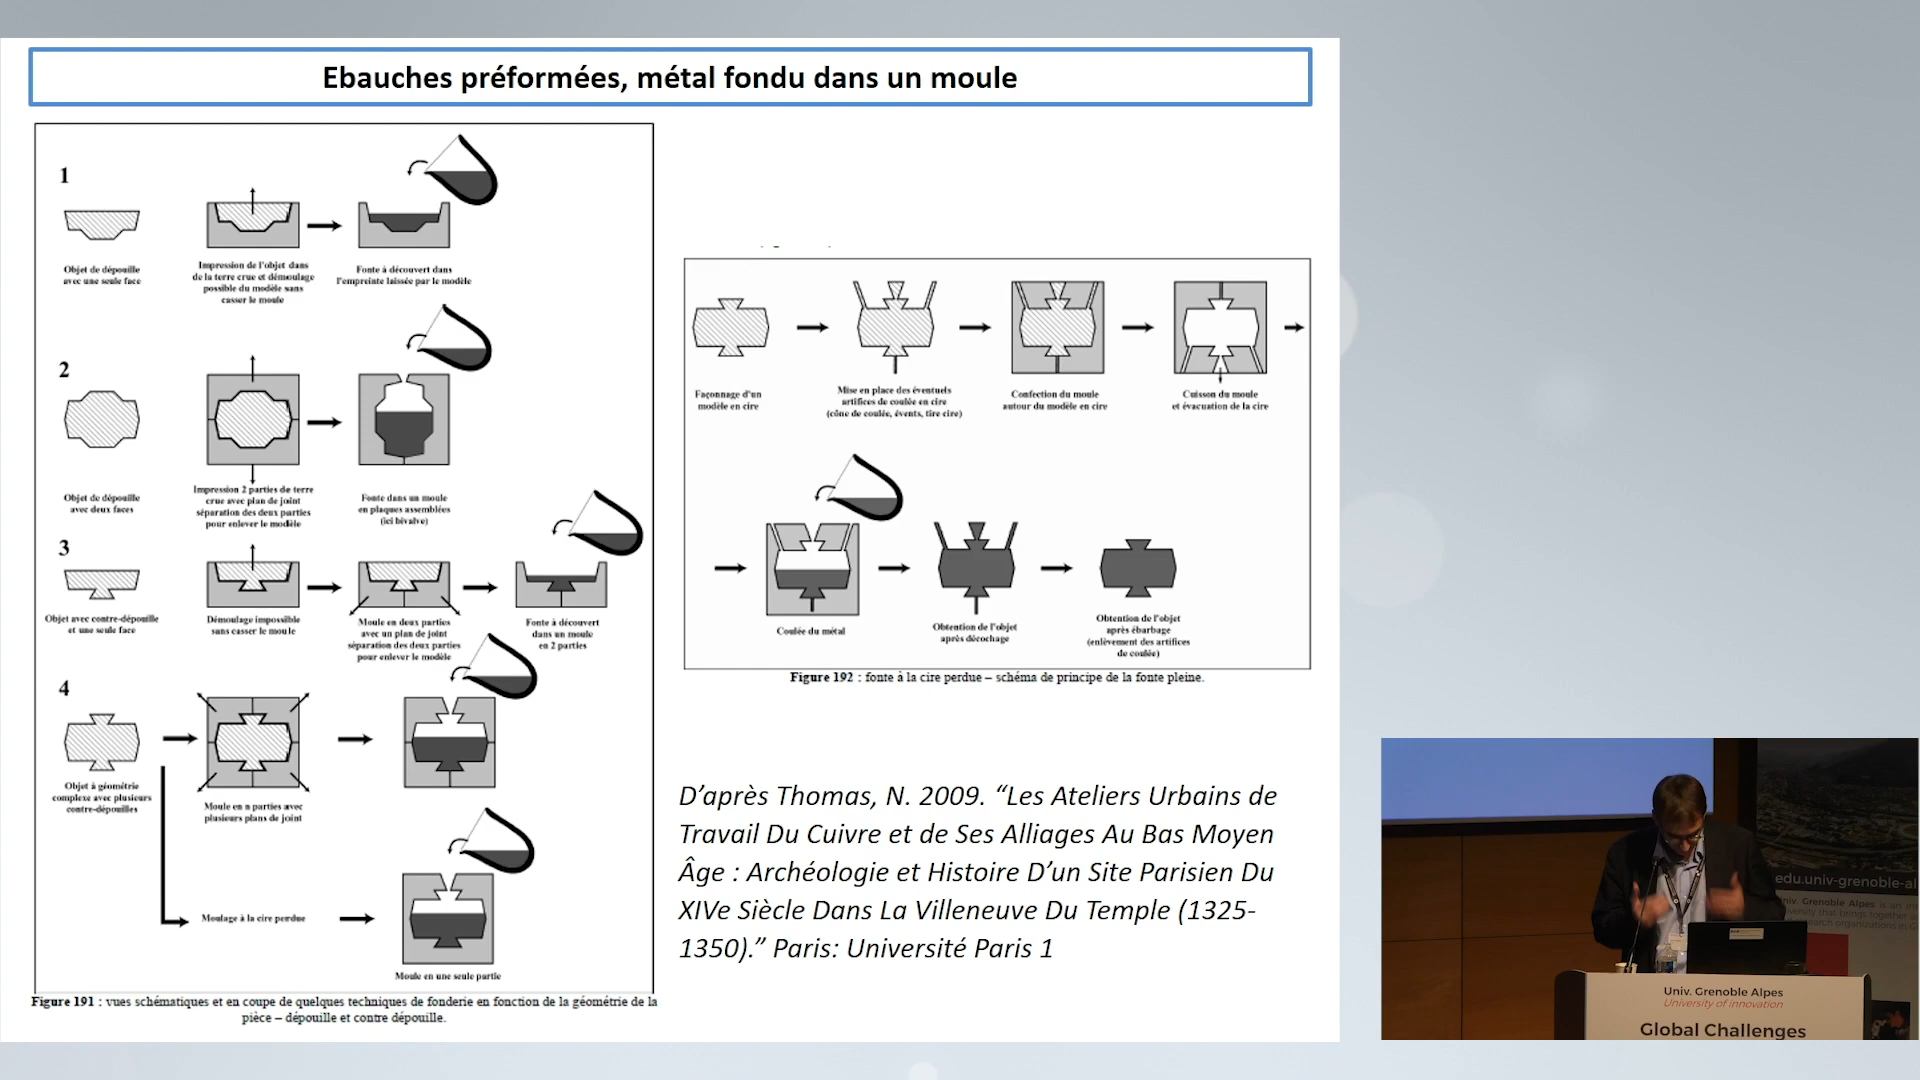 Ebauches préformées, métal fondu dans un moule
1
Objet de dépouille
avec une seule face
Impression de l'objet dans
de la terre crue et démoulage
possible du modèle sans
casser le moule
Fonte à découvert dans
l'empreinte laissée par le modèle
2
Objet de dépouille
avec deux faces
Impression 2 parties de terre
crue avec plan de joint
séparation des deux parties
pour enlever le modèle
Fonte dans un moule
en plaques assemblées
(ici bivalve)
3
Objet avec contre-dépouille
et une seule face
Démoulage impossible
sans casser le moule
Moule en deux parties
avec un plan de joint
séparation des deux parties
pour enlever le modèle
Fonte à découvert
dans un moule
en 2 parties
4
Objet à géométrie
complexe avec plusieurs
contre-dépouilles
Moule en n parties avec
plusieurs plans de joint
Moulage à la cire perdue
Moule en une seule partie
Figure 191 : vues schématiques et en coupe de quelques techniques de fonderie en fonction de la géométrie de la
pièce – dépouille et contre dépouille.
Façonnage d'un
modèle en cire
Mise en place des éventuels
artifices de coulée en cire
(cône de coulée, évents, tire cire)
Confection du moule
autour du modèle en cire
Cuisson du moule
et évacuation de la cire
Coulée du métal
Obtention de l'objet
après décochage
Obtention de l'objet
après ébarbage
(enlèvement des artifices
de coulée)
Figure 192 : fonte à la cire perdue – schéma de principe de la fonte pleine.
D'après Thomas, N. 2009. “Les Ateliers Urbains de
Travail Du Cuivre et de Ses Alliages Au Bas Moyen
Âge : Archéologie et Histoire D'un Site Parisien Du
XIVe Siècle Dans La Villeneuve Du Temple (1325-
1350).” Paris: Université Paris 1
edu.univ-grenoble-al
niv. Grenoble Alpes is an
versity that brings together
search organizations in G
Univ. Grenoble Alpes
University of innovation
Global Challenges